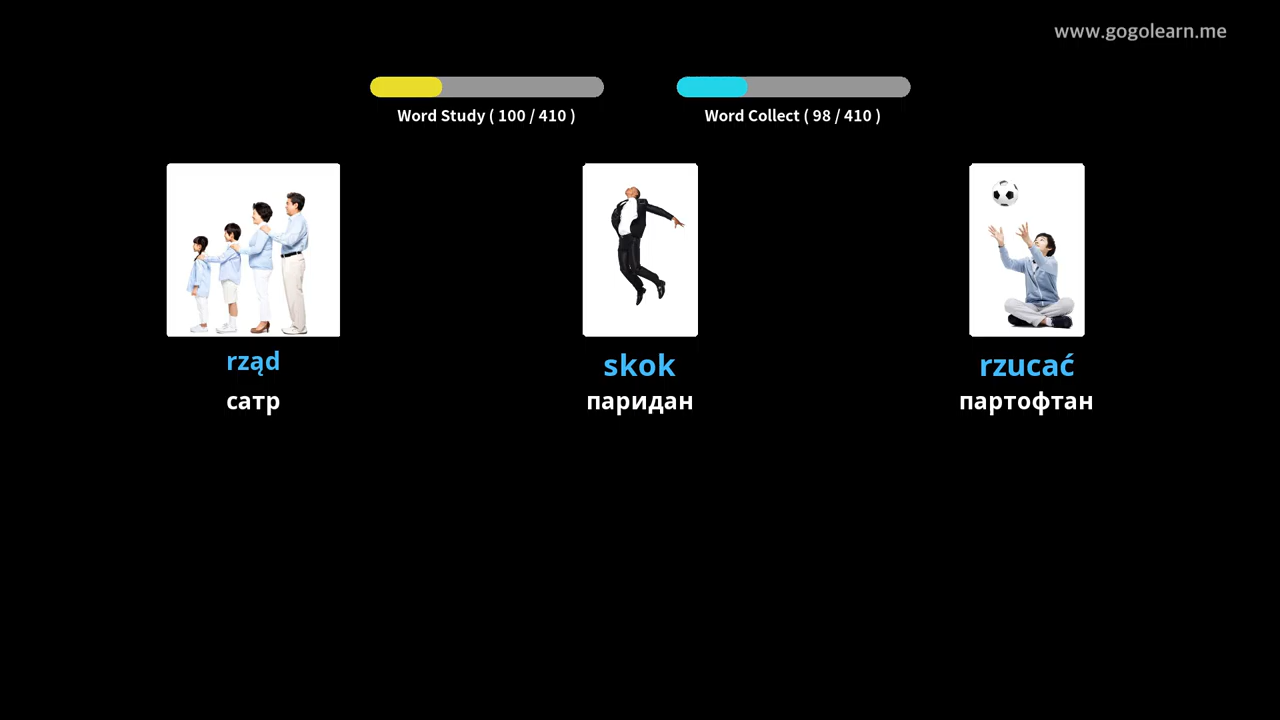 www.gogolearn.me
Word Study ( 100 / 410 )
Word Collect ( 98 / 410 )
rząd
skok
rzucać
сатр
паридан
партофтан